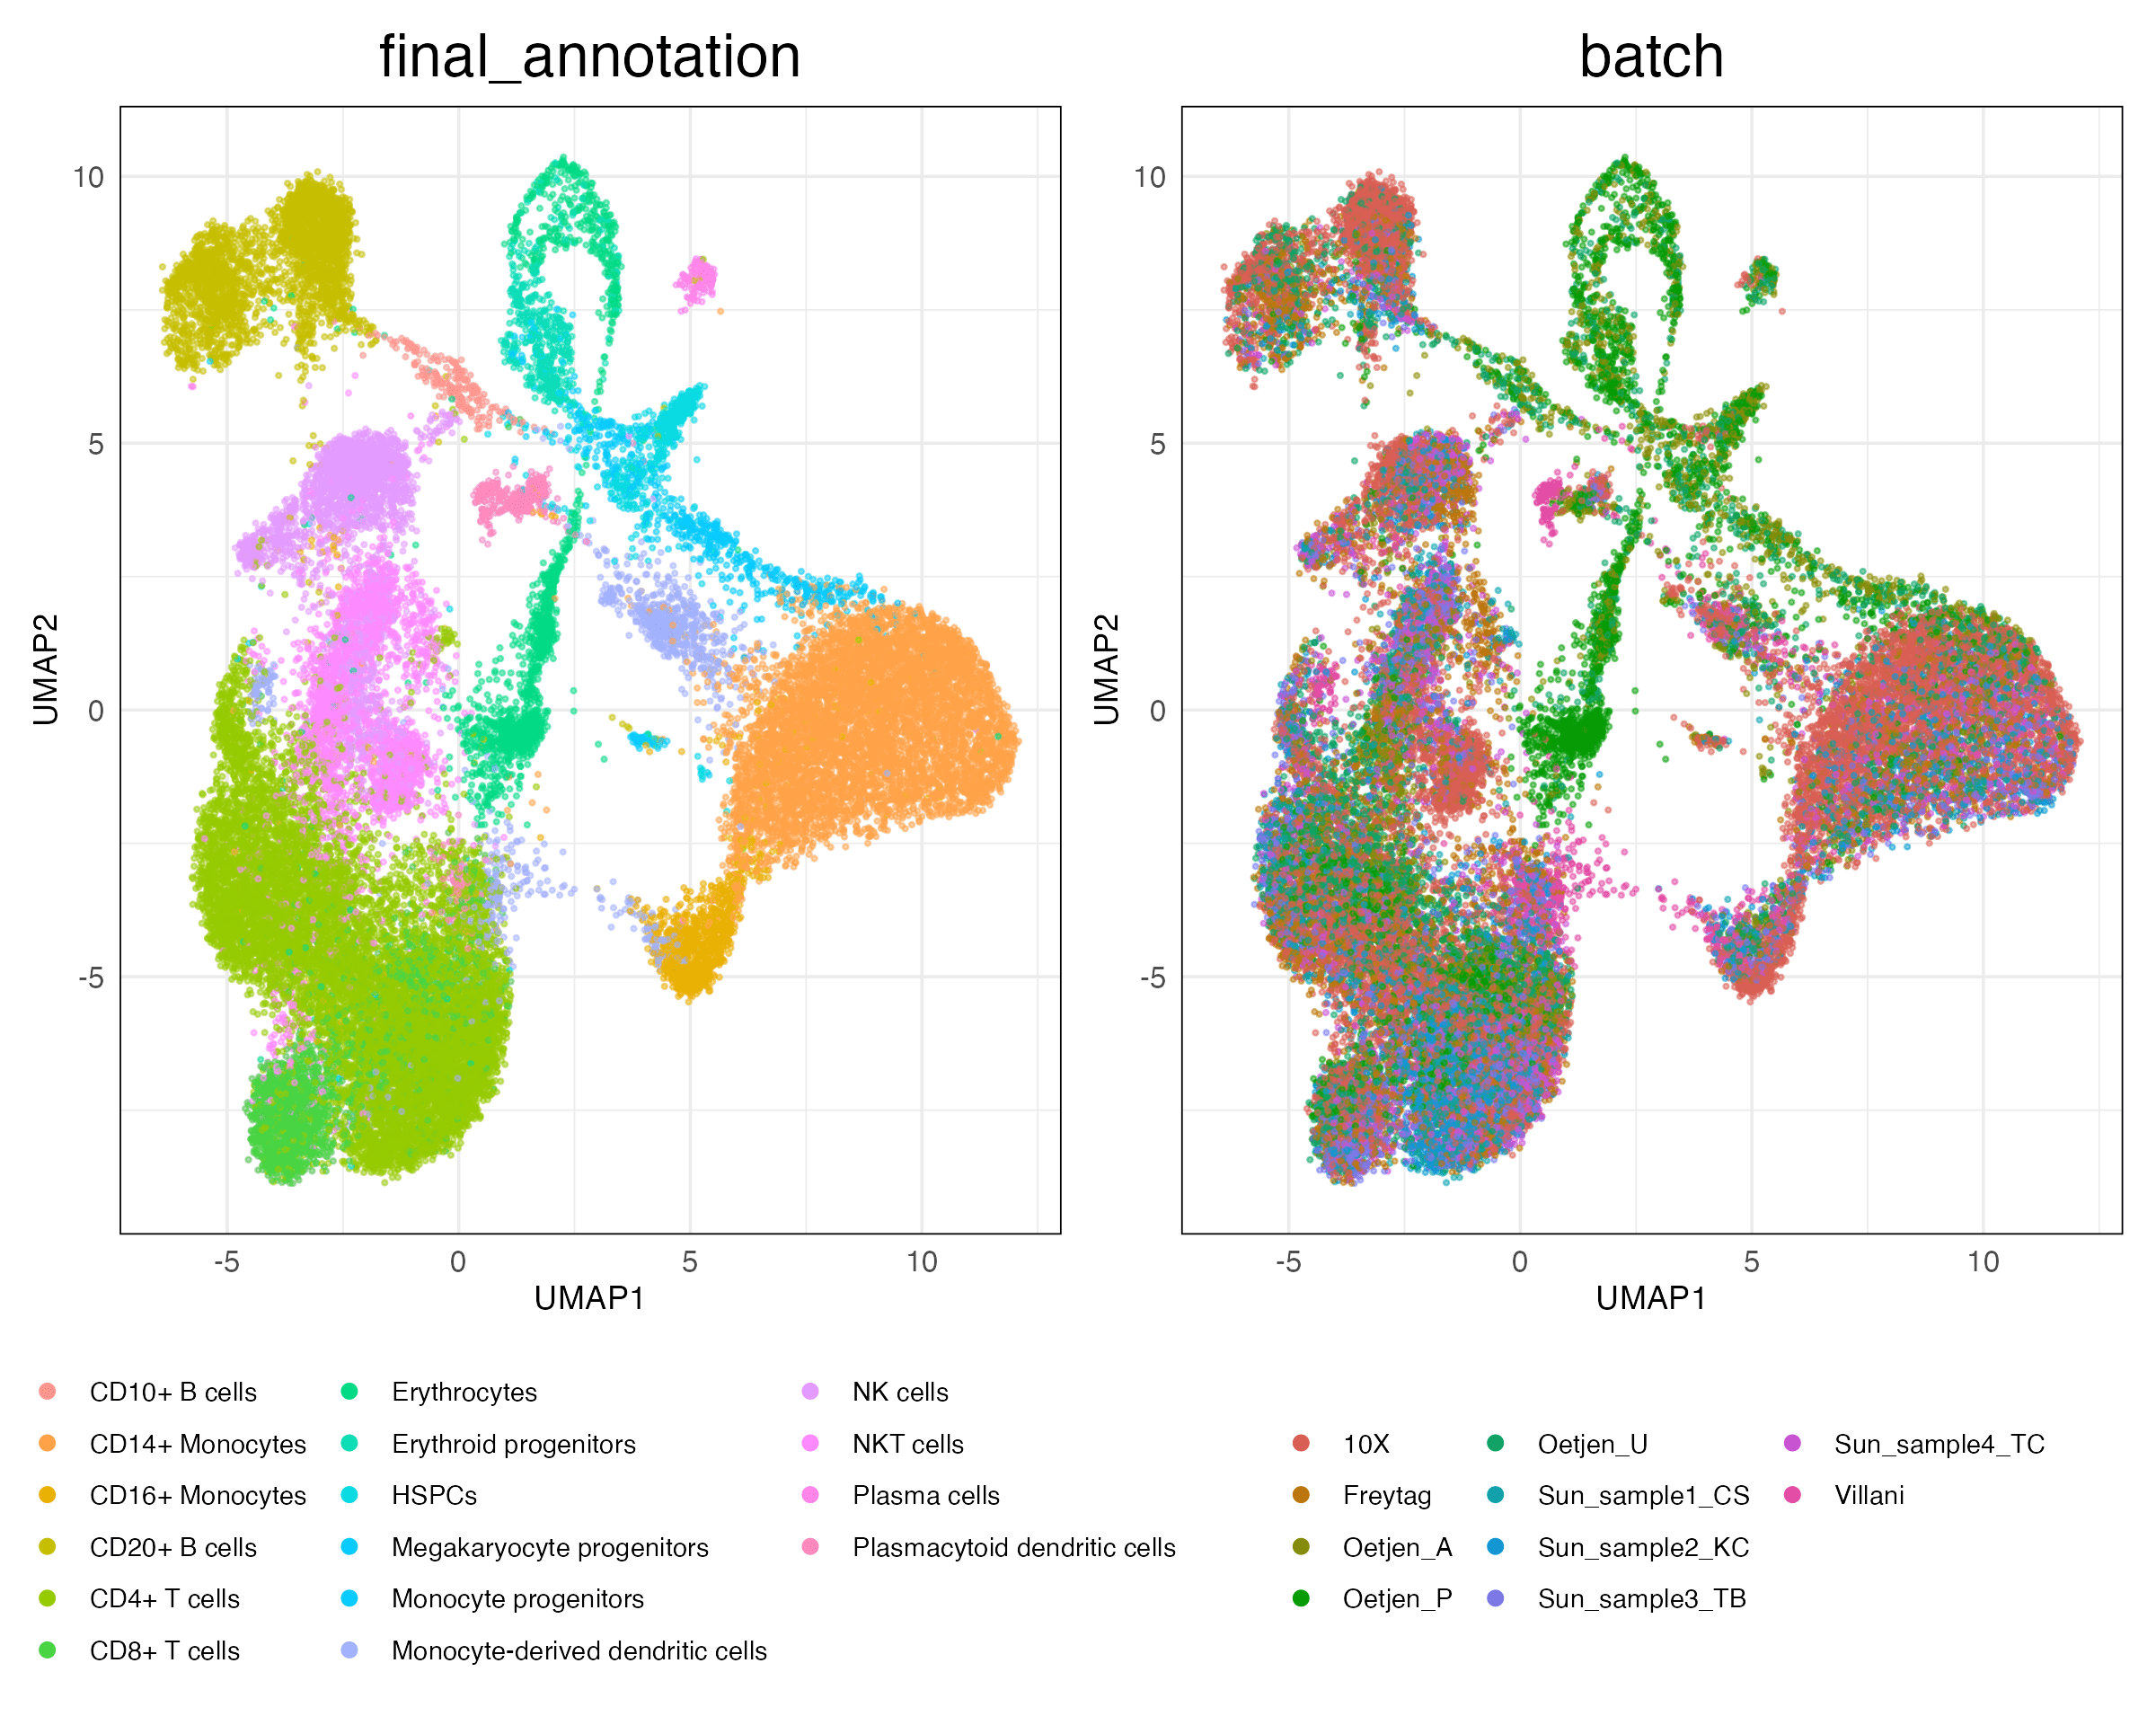 final_annotation
batch
10
5
0
-5
UMAP2
-5 0 5 10
UMAP1
10
5
0
-5
UMAP2
-5 0 5 10
UMAP1
CD10+ B cells
CD14+ Monocytes
CD16+ Monocytes
CD20+ B cells
CD4+ T cells
CD8+ T cells
Erythrocytes
Erythroid progenitors
HSPCs
Megakaryocyte progenitors
Monocyte progenitors
Monocyte-derived dendritic cells
NK cells
NKT cells
Plasma cells
Plasmacytoid dendritic cells
10X
Freytag
Oetjen_A
Oetjen_P
Oetjen_U
Sun_sample1_CS
Sun_sample2_KC
Sun_sample3_TB
Sun_sample4_TC
Villani